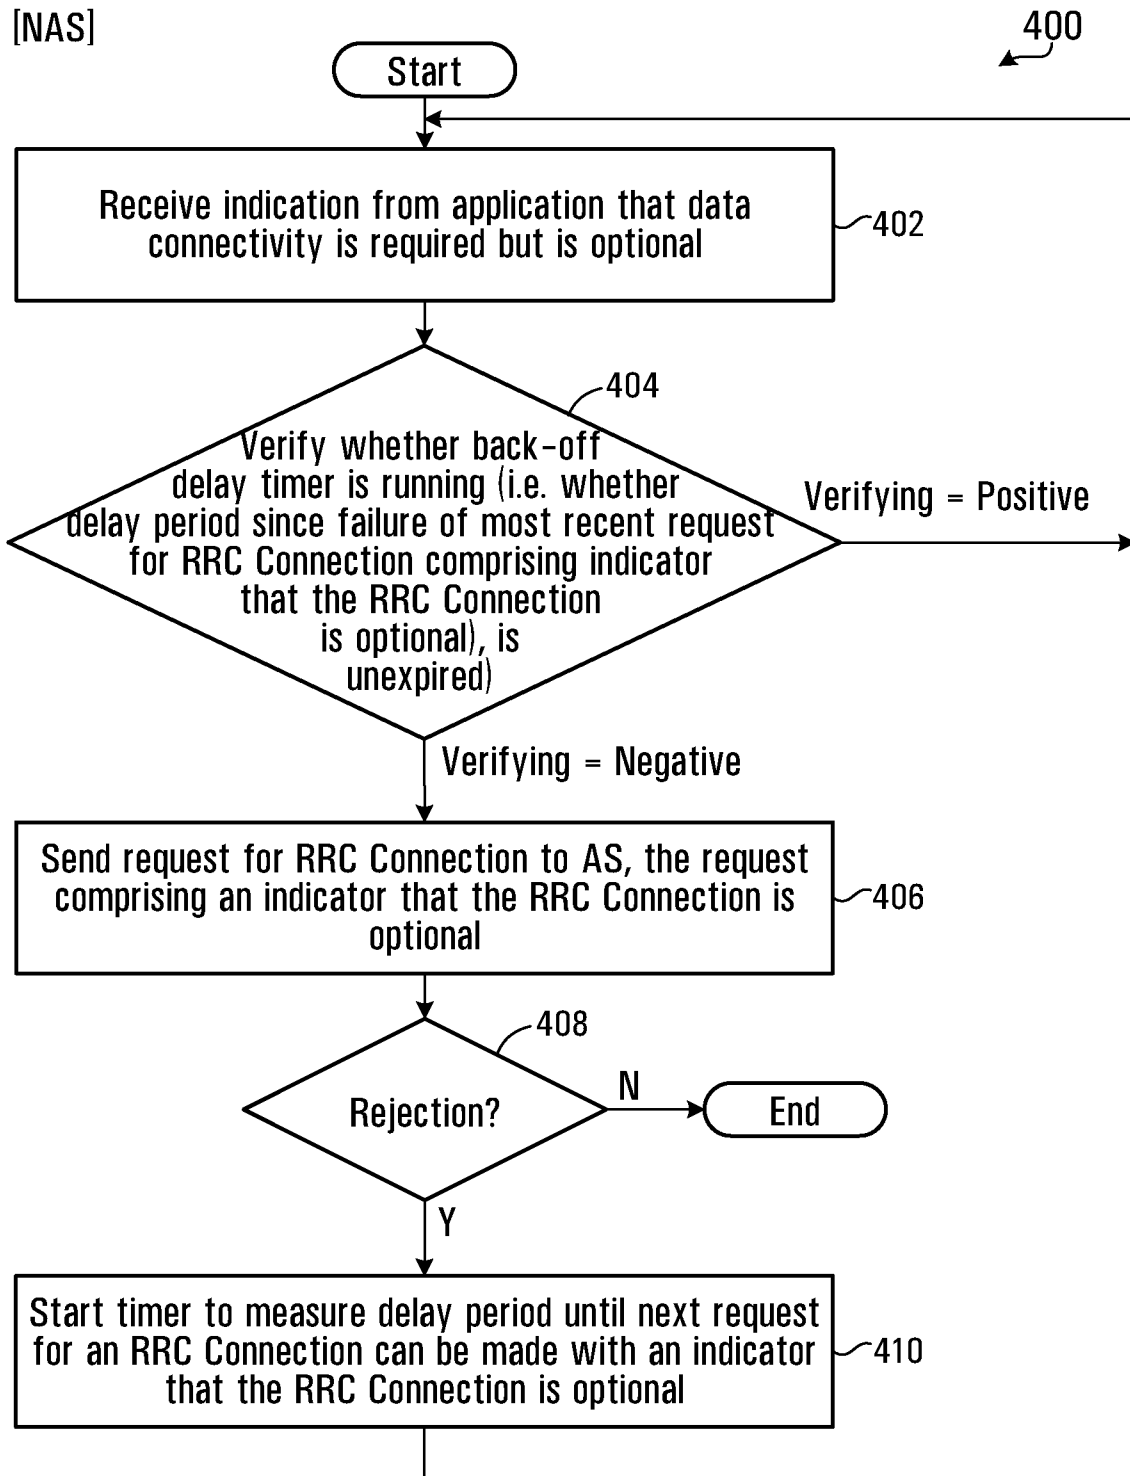 [NAS]
400
Start
Receive indication from application that data
connectivity is required but is optional
402
404
Verify whether back-off
delay timer is running (i.e. whether
delay period since failure of most recent request
for RRC Connection comprising indicator
that the RRC Connection
is optional), is
unexpired)
Verifying = Positive
Verifying = Negative
Send request for RRC Connection to AS, the request
comprising an indicator that the RRC Connection is
optional
406
408
Rejection?
N
End
Y
Start timer to measure delay period until next request
for an RRC Connection can be made with an indicator
that the RRC Connection is optional
410